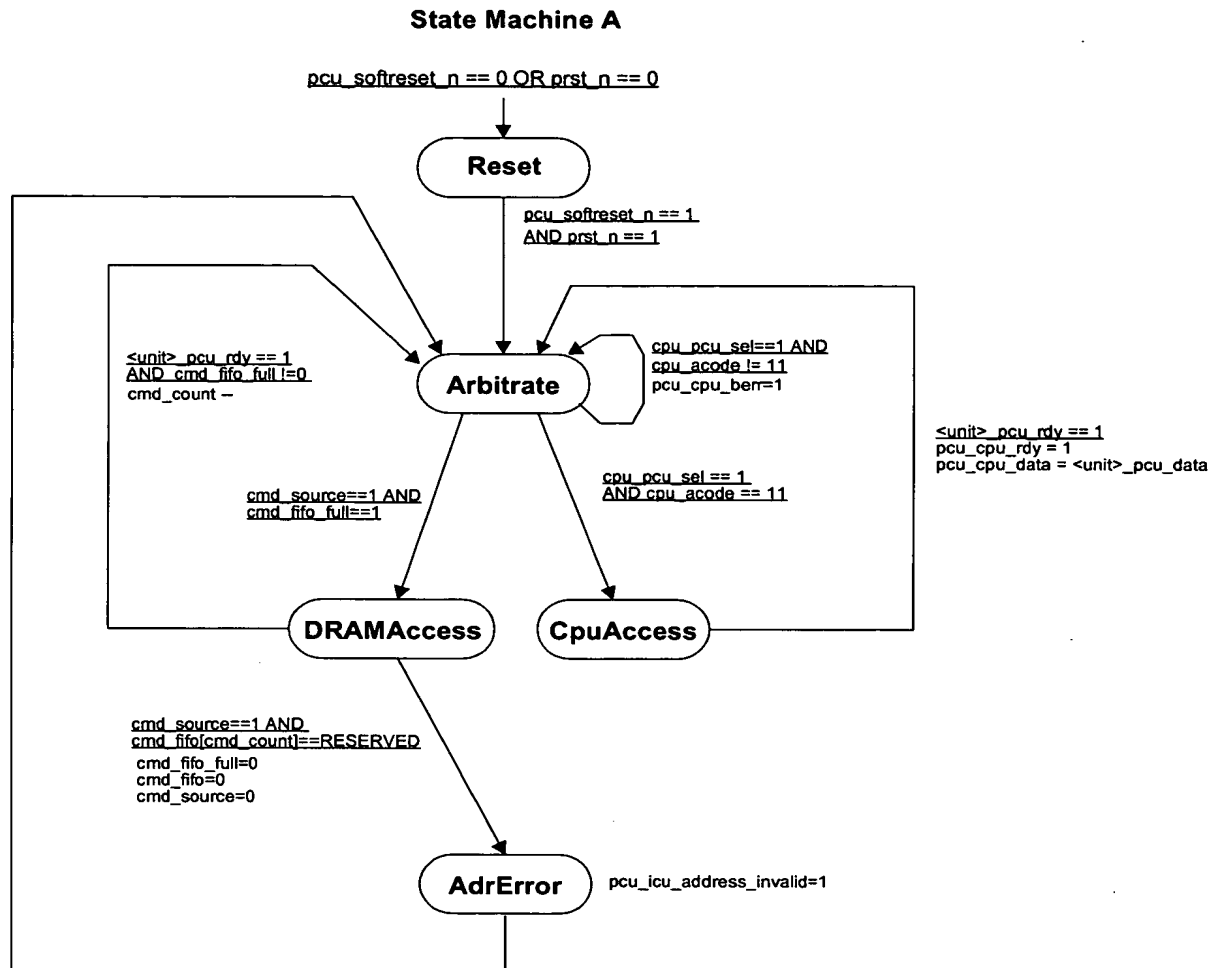 State Machine A
pcu_softreset_n == 0 OR prst_n == 0
Reset
pcu_softreset_n == 1
AND prst_n == 1
<unit>_pcu_rdy == 1
AND cmd_fifo_full !=0
cmd_count --
Arbitrate
cpu_pcu_sel==1 AND
cpu_acode != 11
pcu_cpu_berr=1
<unit>_pcu_rdy == 1
pcu_cpu_rdy = 1
pcu_cpu_data = <unit>_pcu_data
cmd_source==1 AND
cmd_fifo_full==1
cpu_pcu_sel == 1
AND cpu_acode == 11
DRAMAccess
CpuAccess
cmd_source==1 AND
cmd_fifo[cmd_count]==RESERVED
cmd_fifo_full=0
cmd_fifo=0
cmd_source=0
AdrError
pcu_icu_address_invalid=1